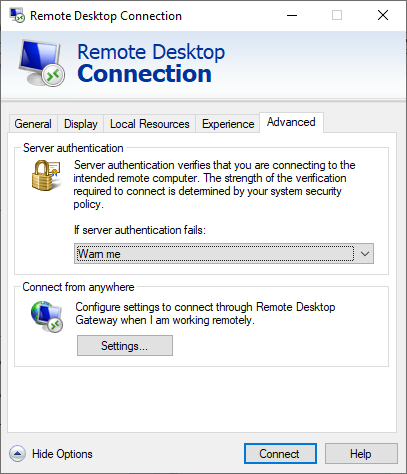 Remote Desktop Connection
Remote Desktop
Connection
General Display Local Resources Experience Advanced
Server authentication
Server authentication verifies that you are connecting to the
intended remote computer. The strength of the verification
required to connect is determined by your system security
policy.
If server authentication fails:
Warn me
Connect from anywhere
Configure settings to connect through Remote Desktop
Gateway when I am working remotely.
Settings...
Hide Options Connect Help